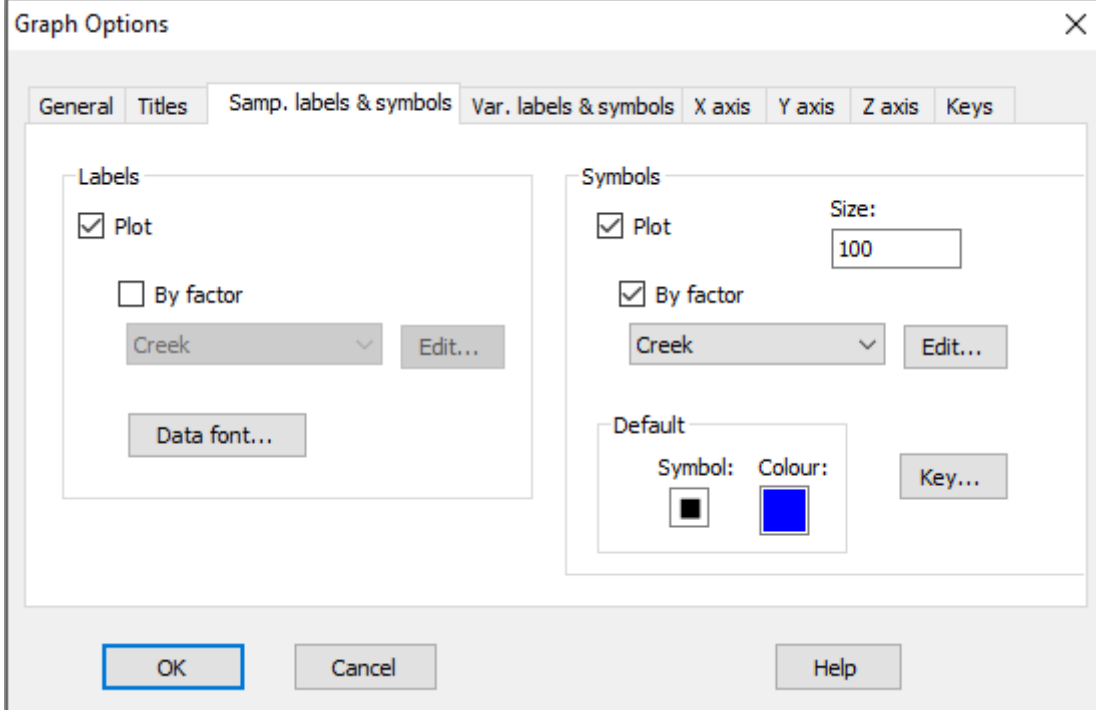 Graph Options
General Titles Samp. labels & symbols Var. labels & symbols X axis Y axis Z axis Keys
Labels
Plot
By factor
Creek Edit...
Data font...
Symbols
Plot
Size:
100
By factor
Creek Edit...
Default
Symbol: Colour:
Key...
OK Cancel Help